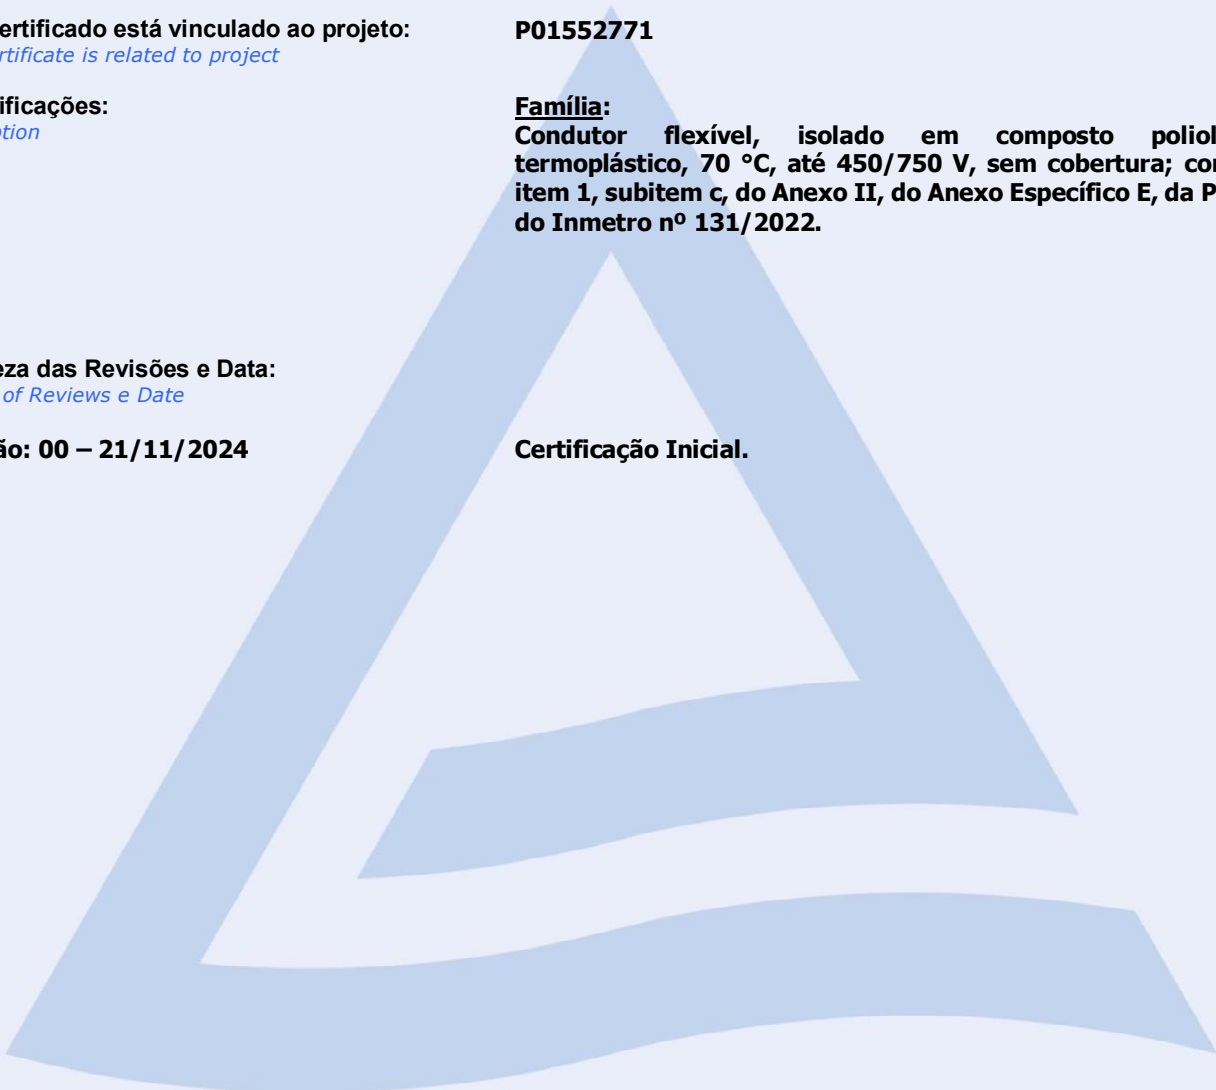 ertificado está vinculado ao projeto: P01552771
rtificate is related to project
ificações: Família:
otion
Condutor flexível, isolado em composto poliol
termoplástico, 70 °C, até 450/750 V, sem cobertura; con
item 1, subitem c, do Anexo II, do Anexo Específico E, da P
do Inmetro nº 131/2022.
eza das Revisões e Data:
of Reviews e Date
ão: 00 – 21/11/2024 Certificação Inicial.